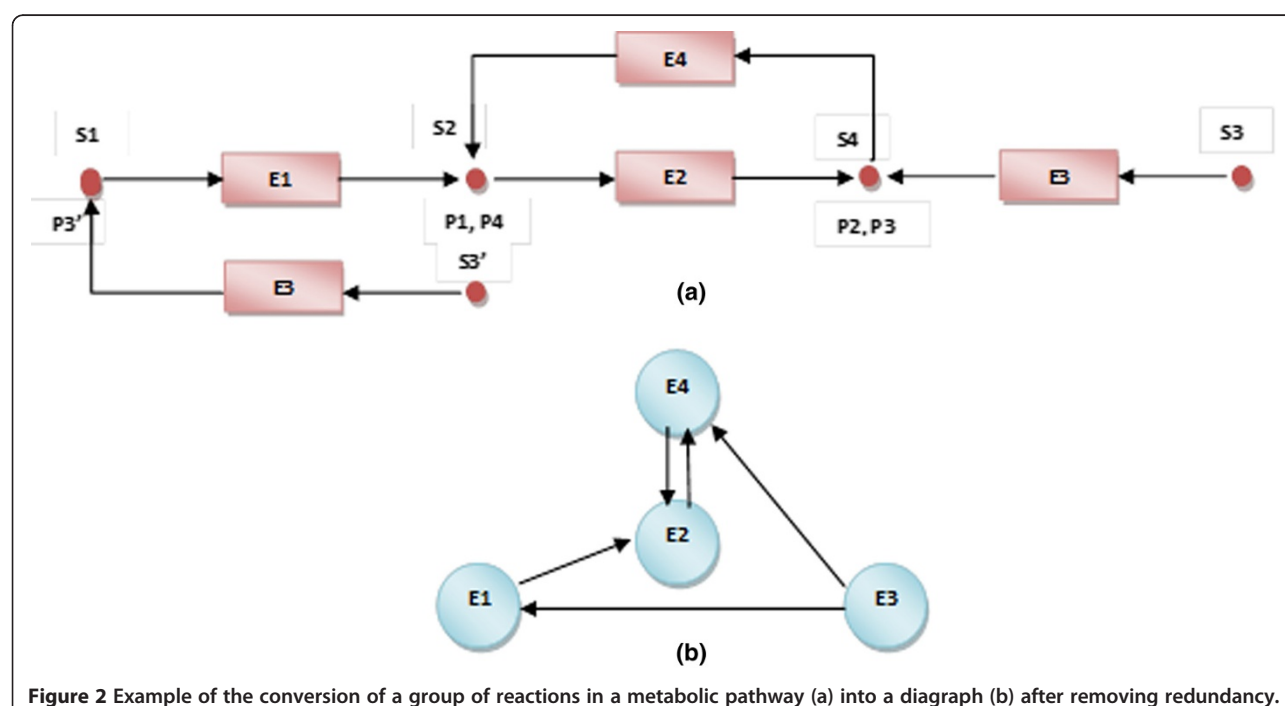 E4
S1
S2
S4
S3
E1
E2
E3
P3’
P1, P4
P2, P3
S3’
E3
(a)
E4
E2
E1
E3
(b)
Figure 2 Example of the conversion of a group of reactions in a metabolic pathway (a) into a diagraph (b) after removing redundancy.